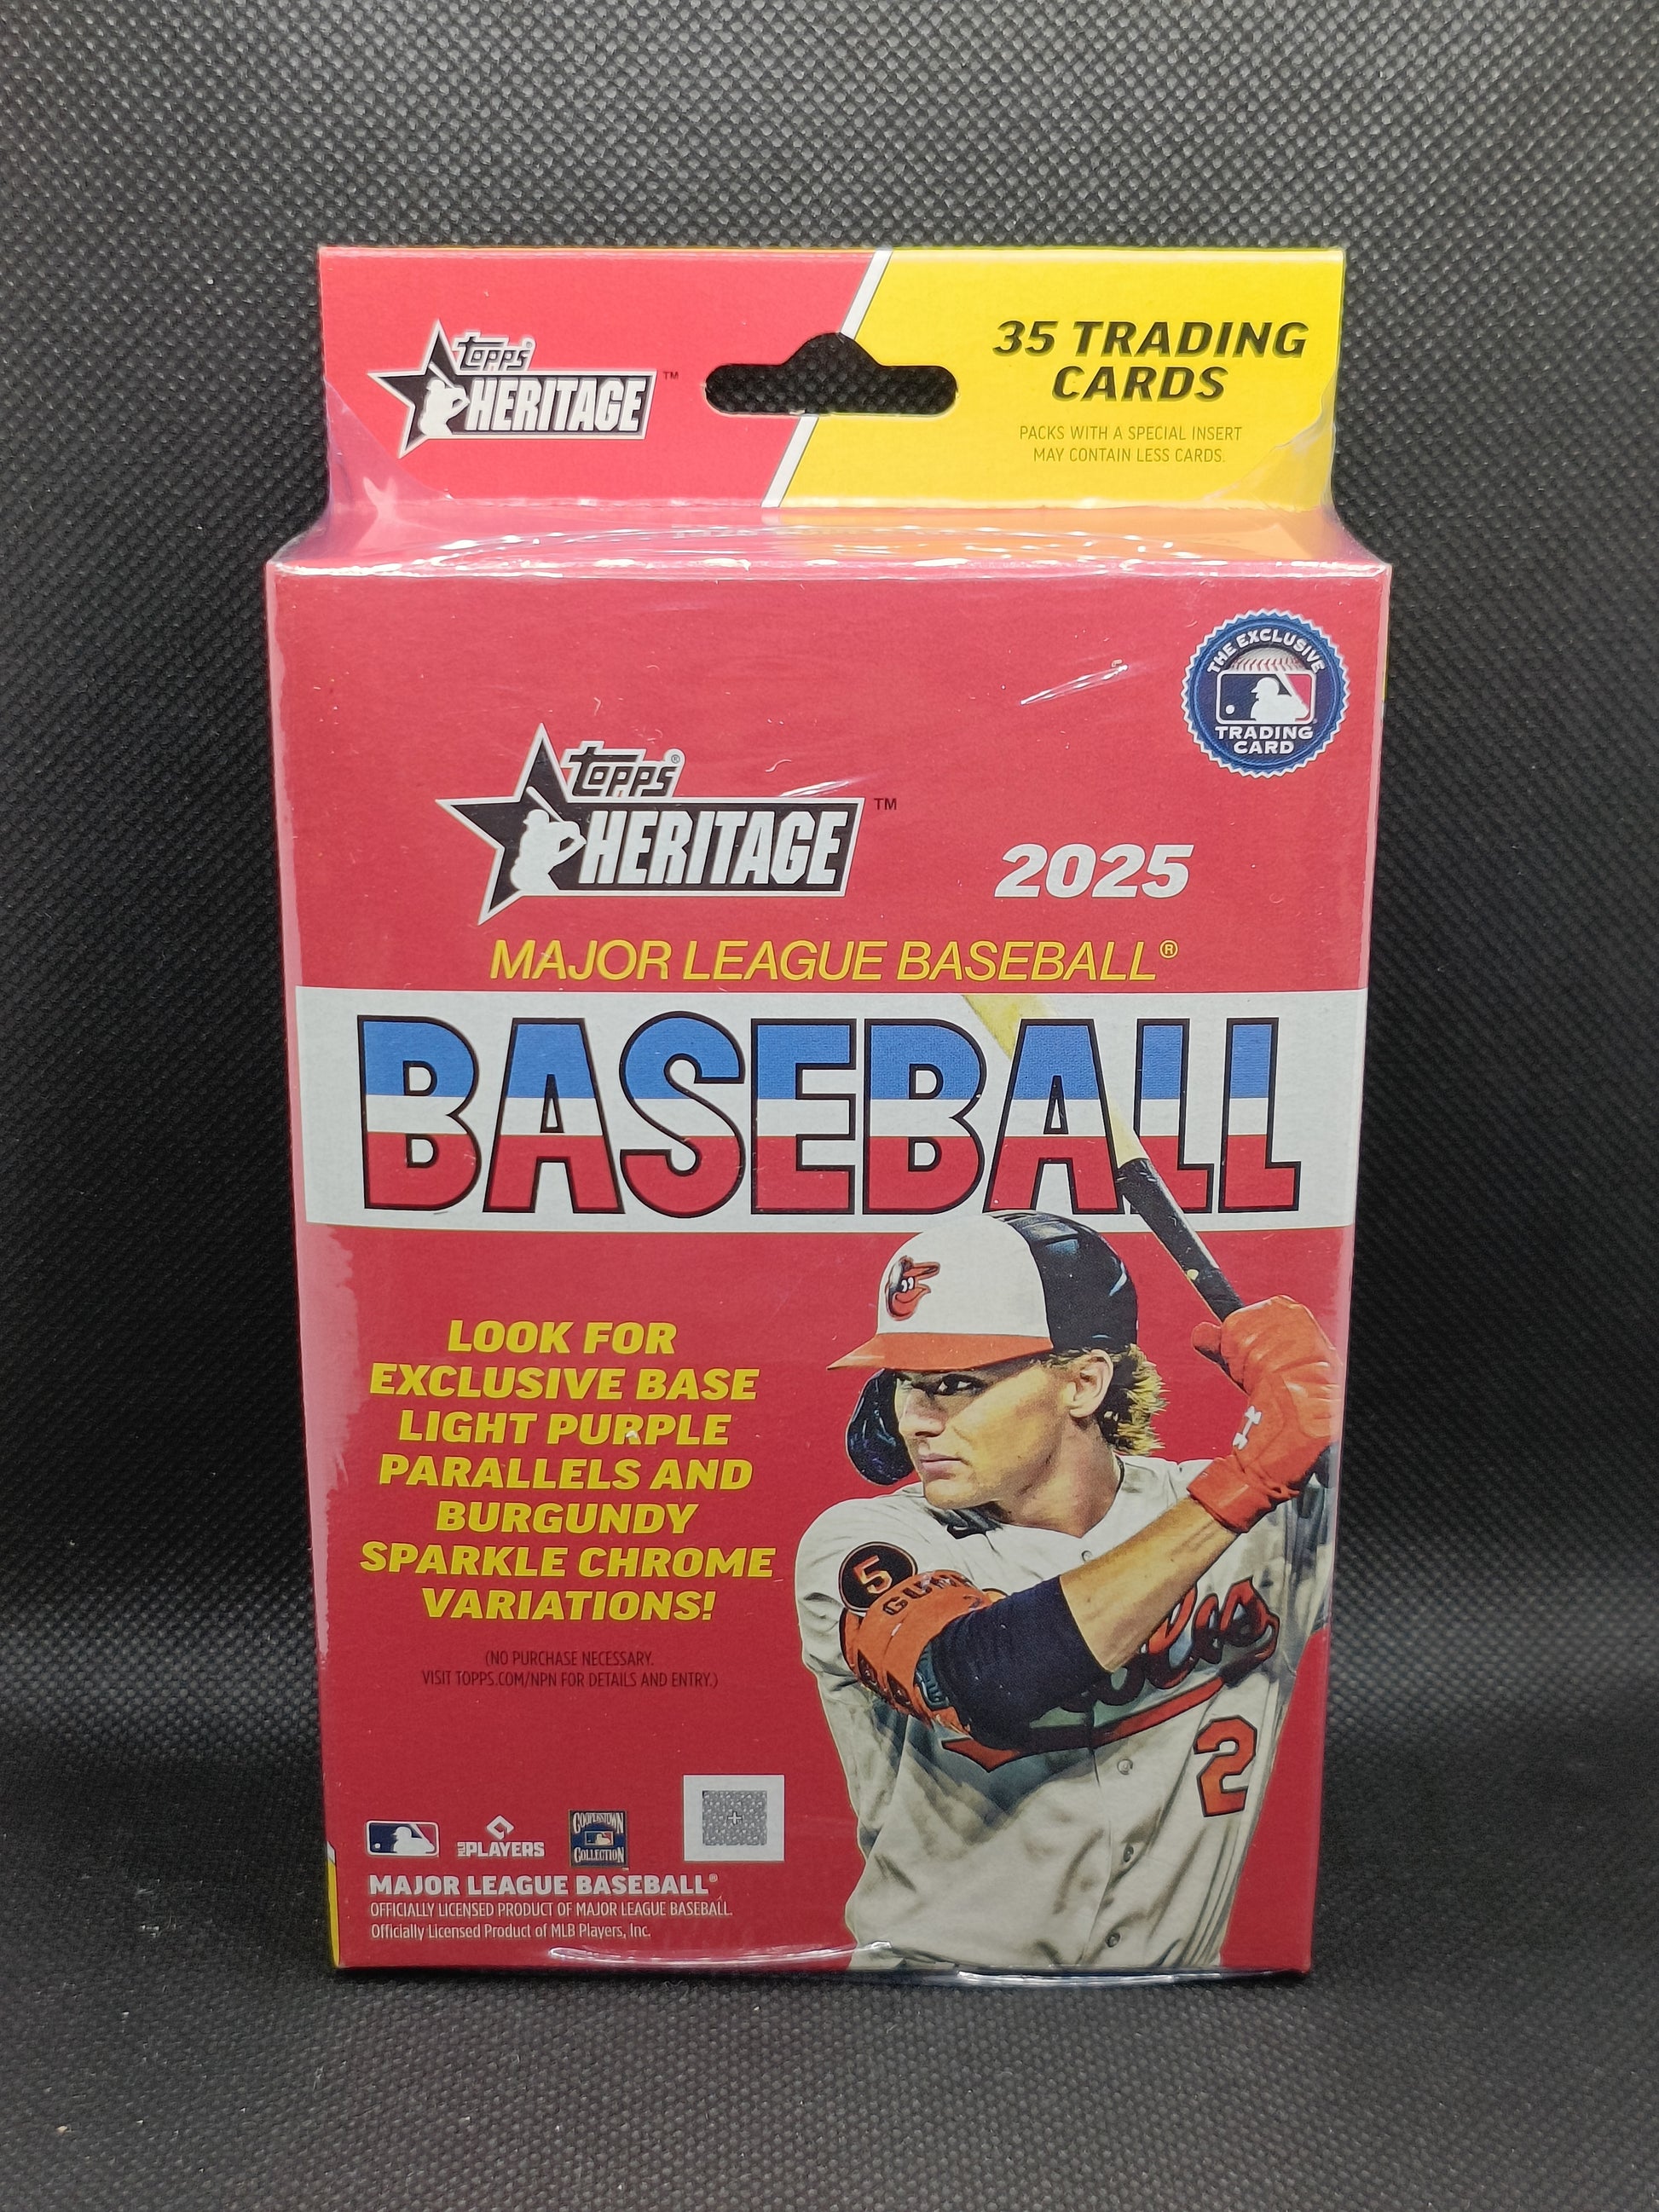 topps®
HERITAGE™
35 TRADING
CARDS
PACKS WITH A SPECIAL INSERT
MAY CONTAIN LESS CARDS.
THE EXCLUSIVE
TRADING
CARD
topps®
HERITAGE™
2025
MAJOR LEAGUE BASEBALL®
BASEBALL
LOOK FOR
EXCLUSIVE BASE
LIGHT PURPLE
PARALLELS AND
BURGUNDY
SPARKLE CHROME
VARIATIONS!
5
2
(NO PURCHASE NECESSARY.
VISIT TOPPS.COM/NPN FOR DETAILS AND ENTRY.)
MLB PLAYERS
COOPERSTOWN
COLLECTION
MAJOR LEAGUE BASEBALL®
OFFICIALLY LICENSED PRODUCT OF MAJOR LEAGUE BASEBALL.
Officially Licensed Product of MLB Players, Inc.